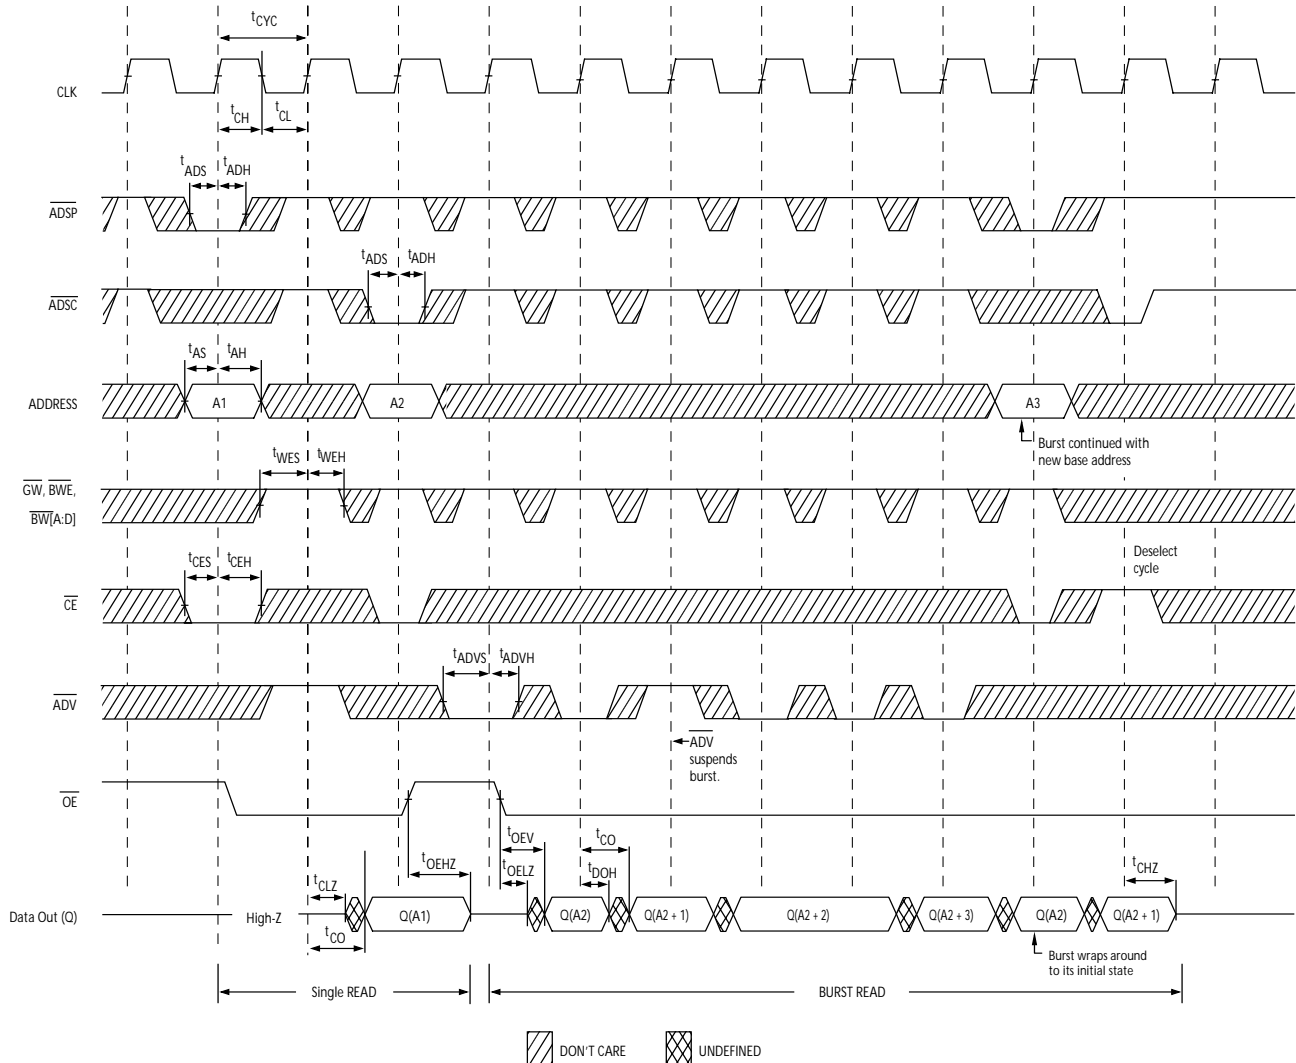 tCYC
CLK
tCH
tCL
tADS
tADH
ADSP
tADS
tADH
ADSC
tAS
tAH
ADDRESS
A1
A2
A3
Burst continued with
new base address
tWES
tWEH
GW, BWE,
BW[A:D]
Deselect
cycle
tCES
tCEH
CE
tADVS
tADVH
ADV
ADV
suspends
burst.
OE
tOEHZ
tOEV
tOELZ
tCO
tDOH
tCLZ
tCHZ
Data Out (Q)
High-Z
Q(A1)
Q(A2)
Q(A2 + 1)
Q(A2 + 2)
Q(A2 + 3)
Q(A2)
Q(A2 + 1)
tCO
Burst wraps around
to its initial state
Single READ
BURST READ
DON'T CARE
UNDEFINED